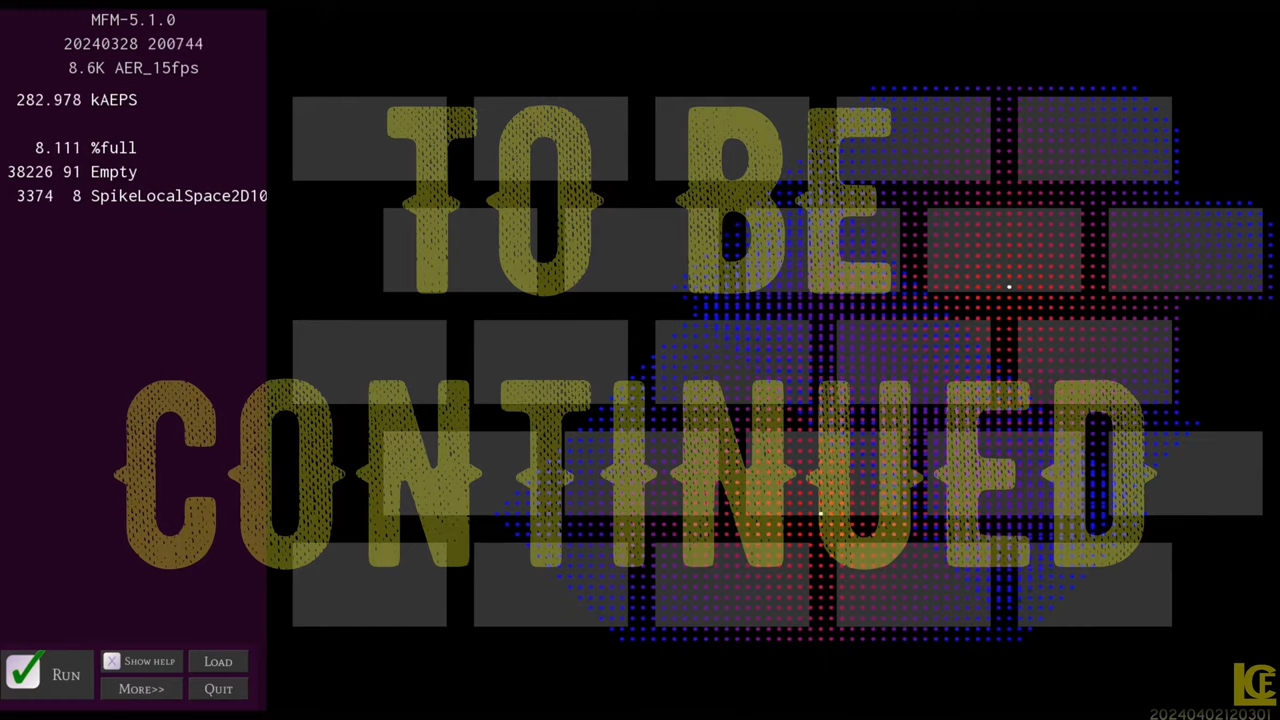 MFM-5.1.0
20240328 200744
8.6K AER_15fps
282.978 kAEPS
8.111 %full
38226 91 Empty
3374 8 SpikeLocalSpace2D10
TO BE
CONTINUED
RUN
SHOW HELP
LOAD
MORE>>
QUIT
20240402120301